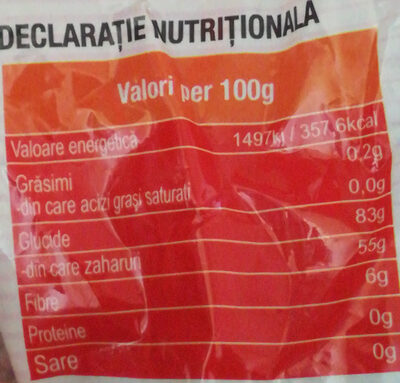 DECLARAȚIE NUTRIȚIONALĂ
Valori per 100g
Valoare energetică 1497kj / 357,6kcal
Grăsimi 0,2g
-din care acizi grași saturati 0,0g
Glucide 83g
-din care zaharuri 55g
Fibre 6g
Proteine 0g
Sare 0g